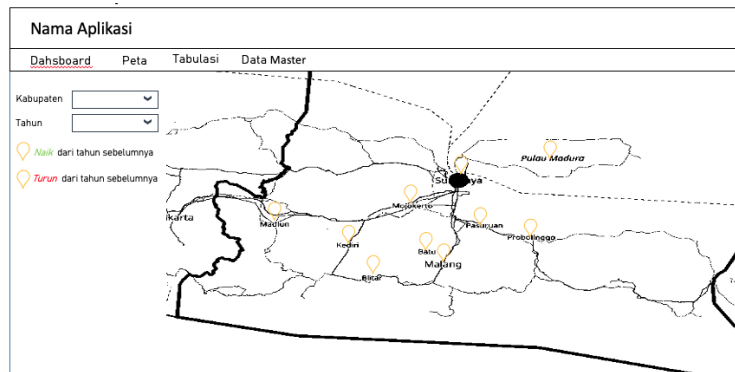 Nama Aplikasi
Dahsboard Peta Tabulasi Data Master
Kabupaten
Tahun
Naik dari tahun sebelumnya
Turun dari tahun sebelumnya
Pulau Madura
Mojokerto
karta
Madiun
Pasuruan
Probolinggo
Kediri
Batu
Malang
Blitar